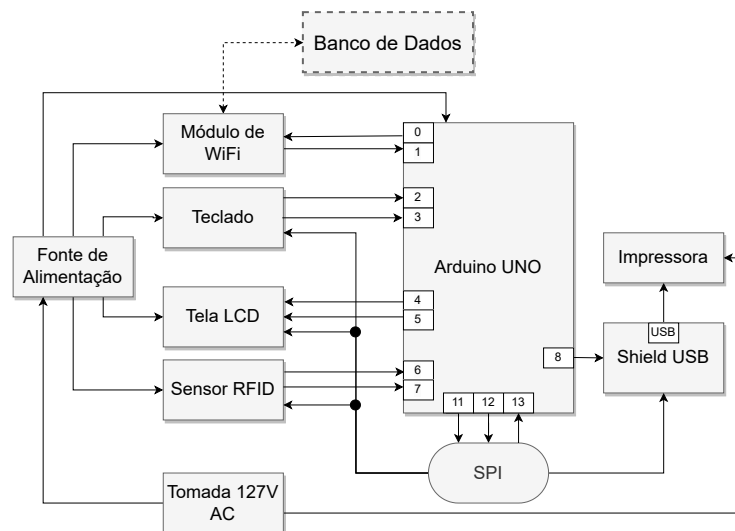 Banco de Dados
Módulo de
WiFi
0
1
Teclado
2
3
Arduino UNO
Fonte de
Alimentação
Impressora
Tela LCD
4
5
USB
Shield USB
8
Sensor RFID
6
7
11 12 13
SPI
Tomada 127V
AC